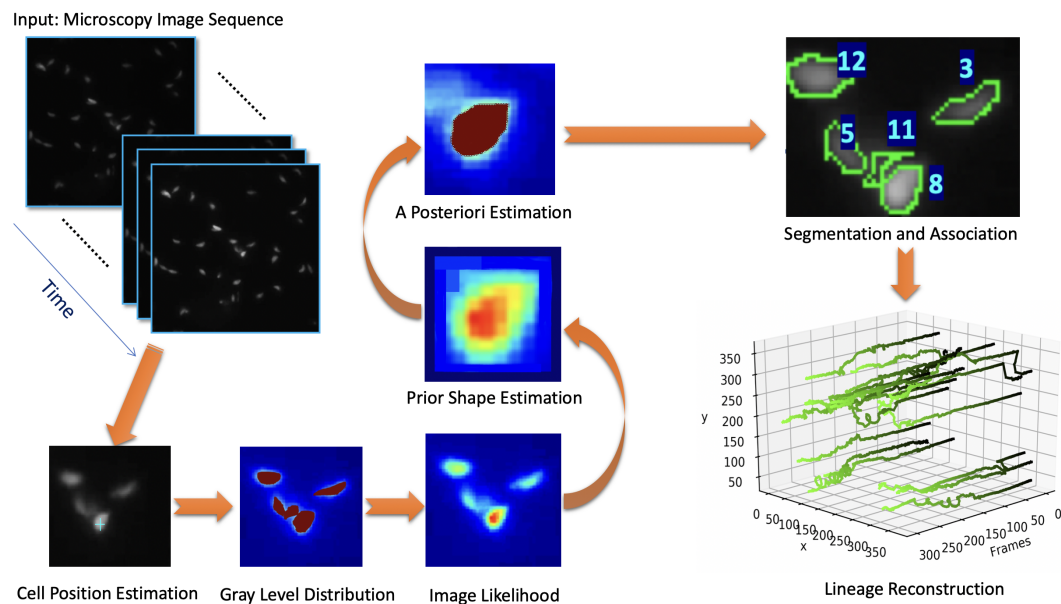 Input: Microscopy Image Sequence
Time
Cell Position Estimation
Gray Level Distribution
Image Likelihood
Prior Shape Estimation
A Posteriori Estimation
12
3
5
11
8
Segmentation and Association
350
300
250
200
150
100
50
y
0
50
100
150
200
250
300
350
x
300
250
200
150
100
50
0
Frames
Lineage Reconstruction